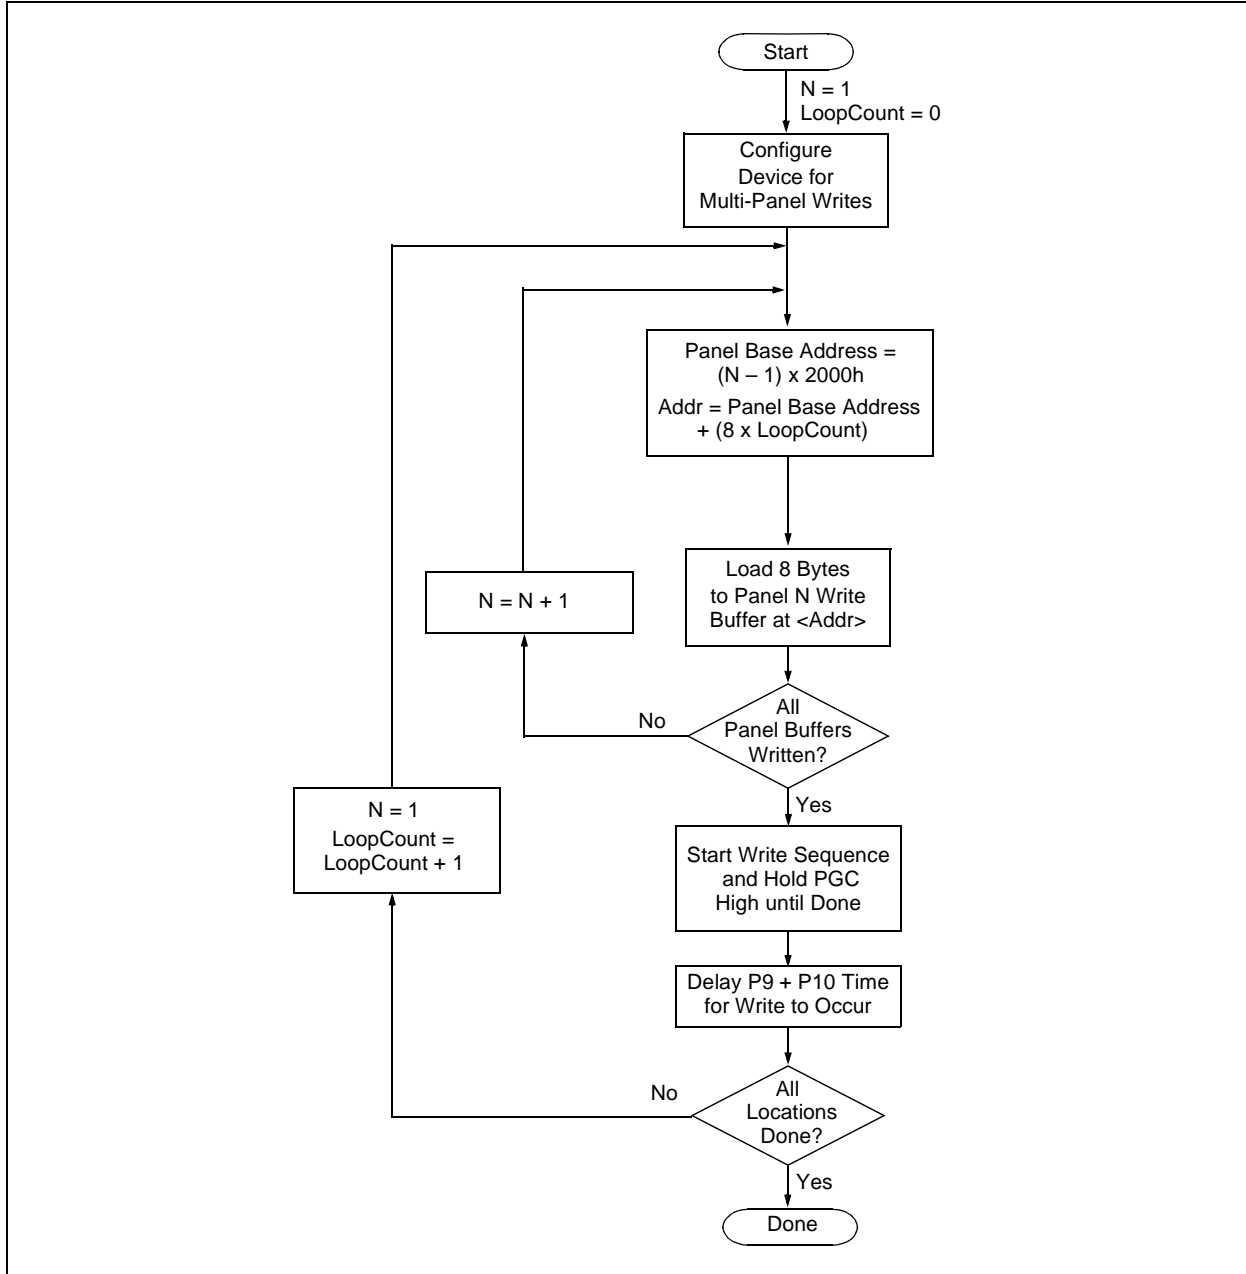 Start
N = 1
LoopCount = 0
Configure
Device for
Multi-Panel Writes
Panel Base Address =
(N – 1) x 2000h
Addr = Panel Base Address
+ (8 x LoopCount)
Load 8 Bytes
to Panel N Write
Buffer at <Addr>
N = N + 1
All
Panel Buffers
Written?
No
Yes
N = 1
LoopCount =
LoopCount + 1
Start Write Sequence
and Hold PGC
High until Done
Delay P9 + P10 Time
for Write to Occur
All
Locations
Done?
No
Yes
Done